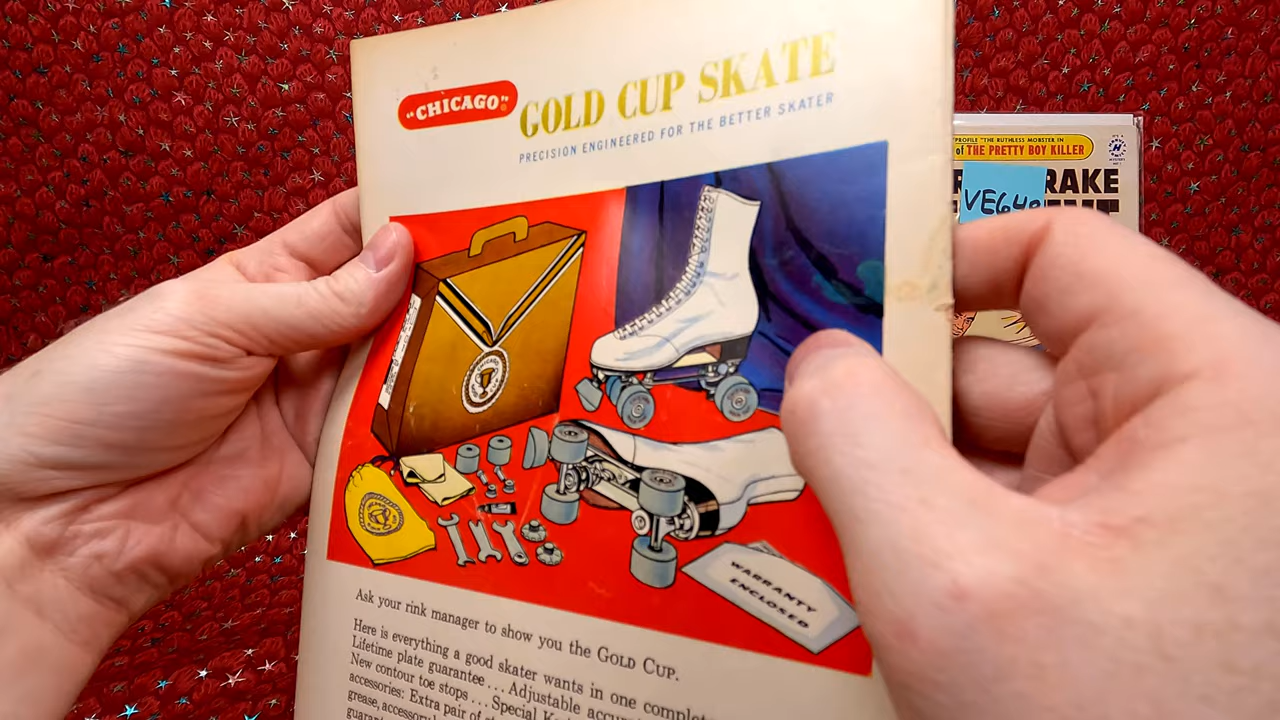 "CHICAGO"
GOLD CUP SKATE
PRECISION ENGINEERED FOR THE BETTER SKATER
PROFILE "THE RUTHLESS MOBSTER IN
of THE PRETTY BOY KILLER
RAKE
CHICAGO
CHICAGO
WARRANTY
ENCLOSED
Ask your rink manager to show you the GOLD CUP.
Here is everything a good skater wants in one complet
Lifetime plate guarantee... Adjustable accur
New contour toe stops... Special K
accessories: Extra pair of
grease, accessory
guarant